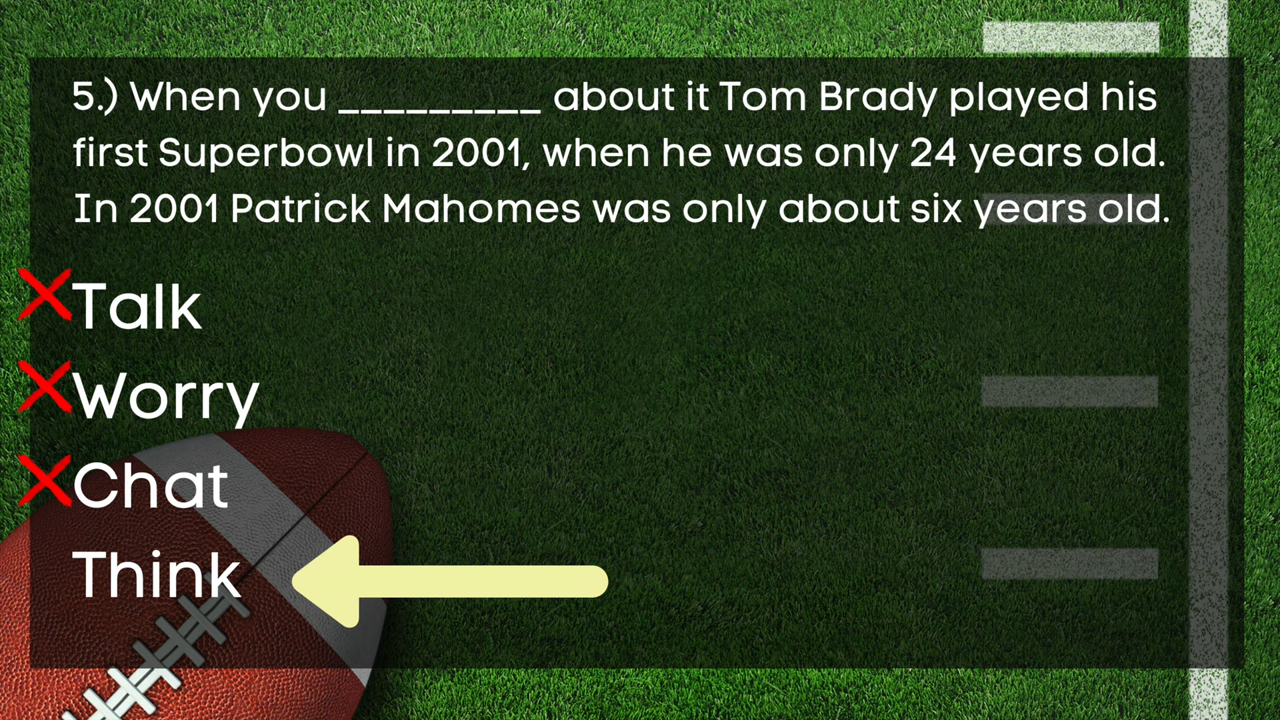 5.) When you _________ about it Tom Brady played his
first Superbowl in 2001, when he was only 24 years old.
In 2001 Patrick Mahomes was only about six years old.
Talk
Worry
Chat
Think